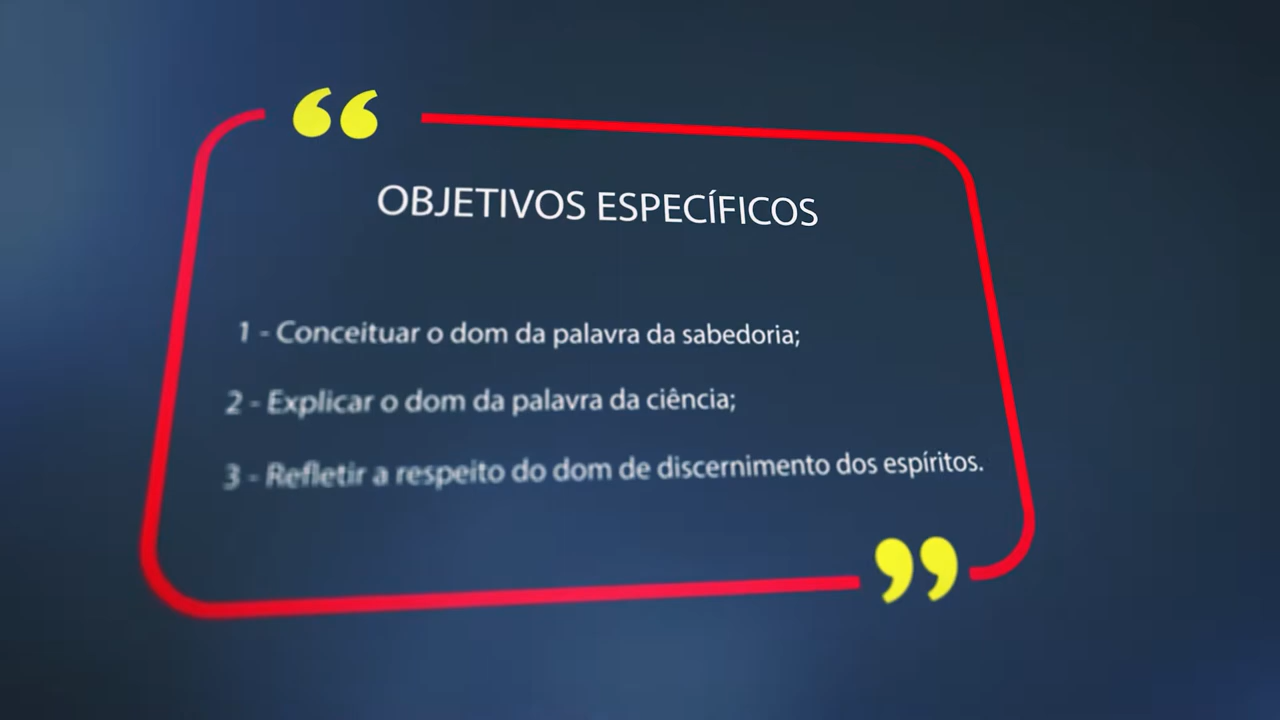 OBJETIVOS ESPECÍFICOS
1 - Conceituar o dom da palavra da sabedoria;
2 - Explicar o dom da palavra da ciência;
3 - Refletir a respeito do dom de discernimento dos espíritos.